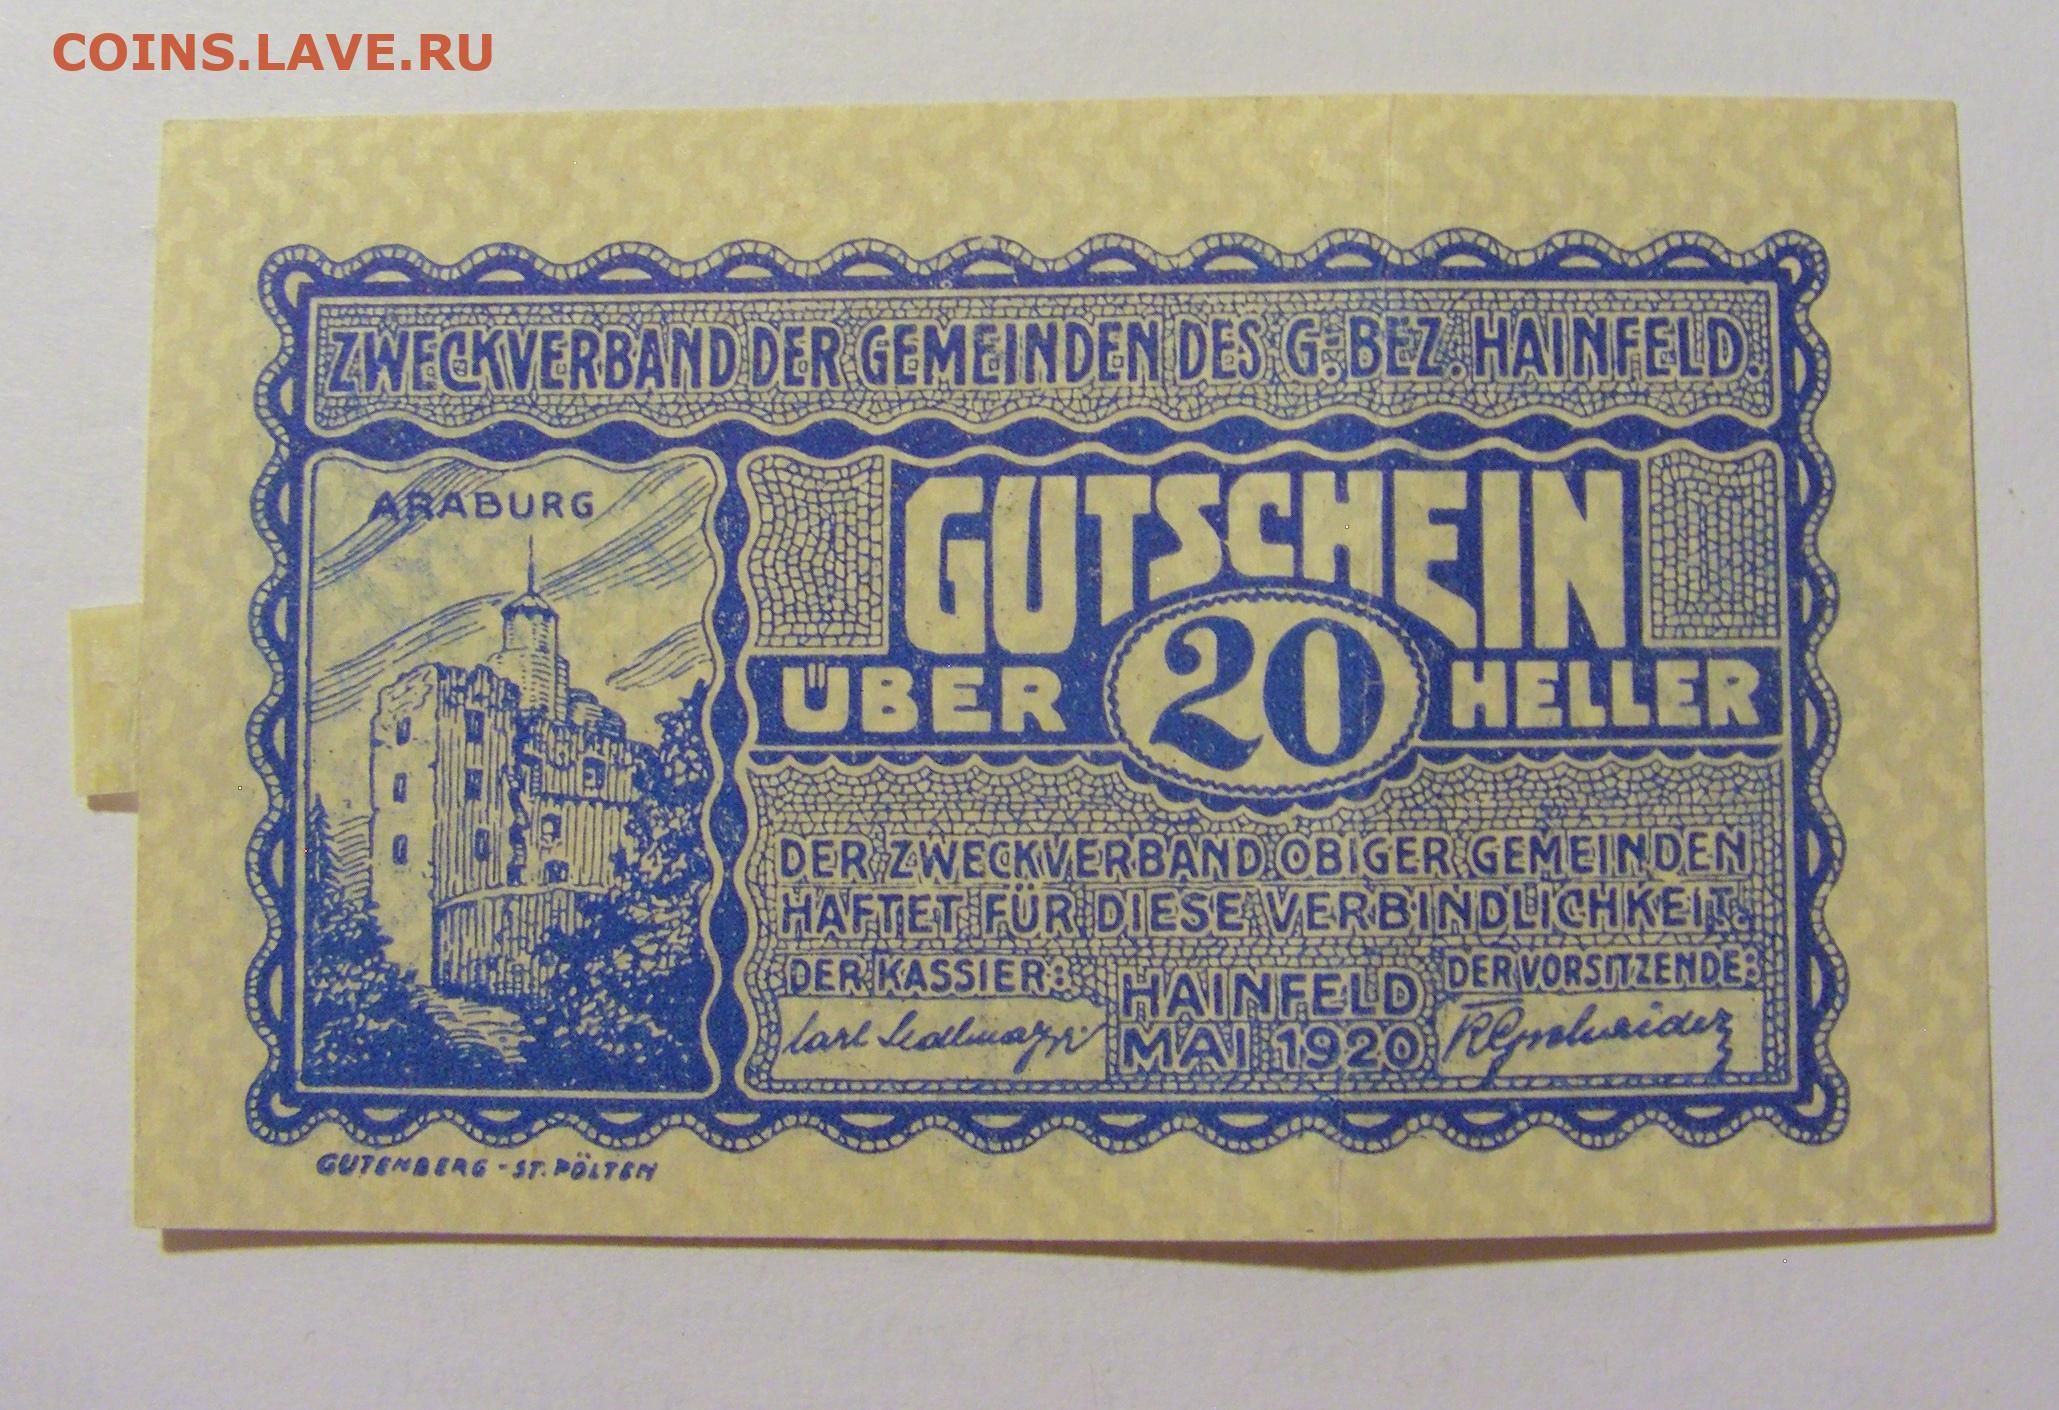 COINS.LAVE.RU
ZWECKVERBAND DER GEMEINDEN DES G. BEZ. HAINFELD.
ARABURG
GUTSCHEIN
ÜBER 20 HELLER
DER ZWECKVERBAND OBIGER GEMEINDEN
HAFTET FÜR DIESE VERBINDLICHKEIT.
DER KASSIER: HAINFELD DER VORSITZENDE:
Carl MAI 1920
GUTENBERG - ST. PÖLTEN